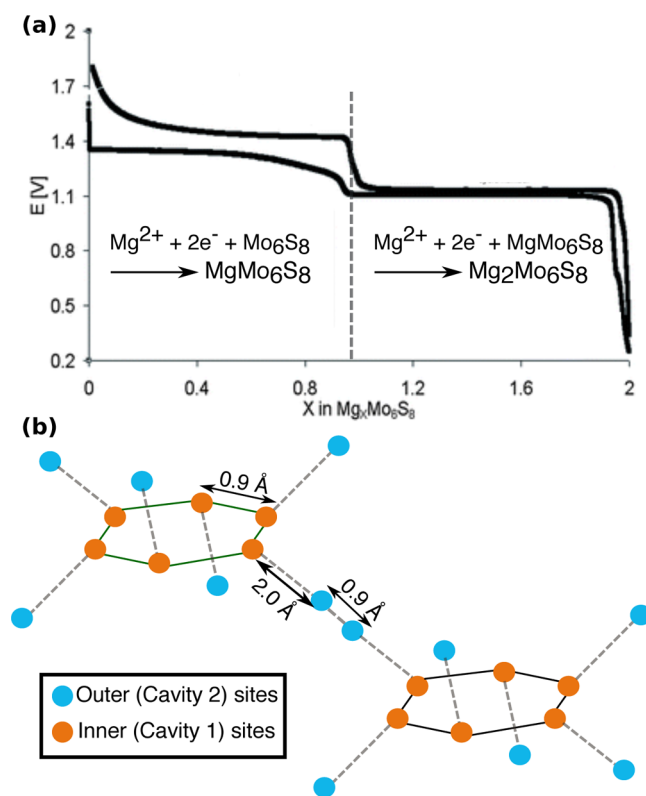 (a)
2
1.7
1.4
1.1
0.8
0.5
0.2
E [V]
Mg2+ + 2e- + Mo6S8
MgMo6S8
Mg2+ + 2e- + MgMo6S8
Mg2Mo6S8
0 0.4 0.8 1.2 1.6 2
X in MgXMo6S8
(b)
0.9 Å
2.0 Å
0.9 Å
Outer (Cavity 2) sites
Inner (Cavity 1) sites